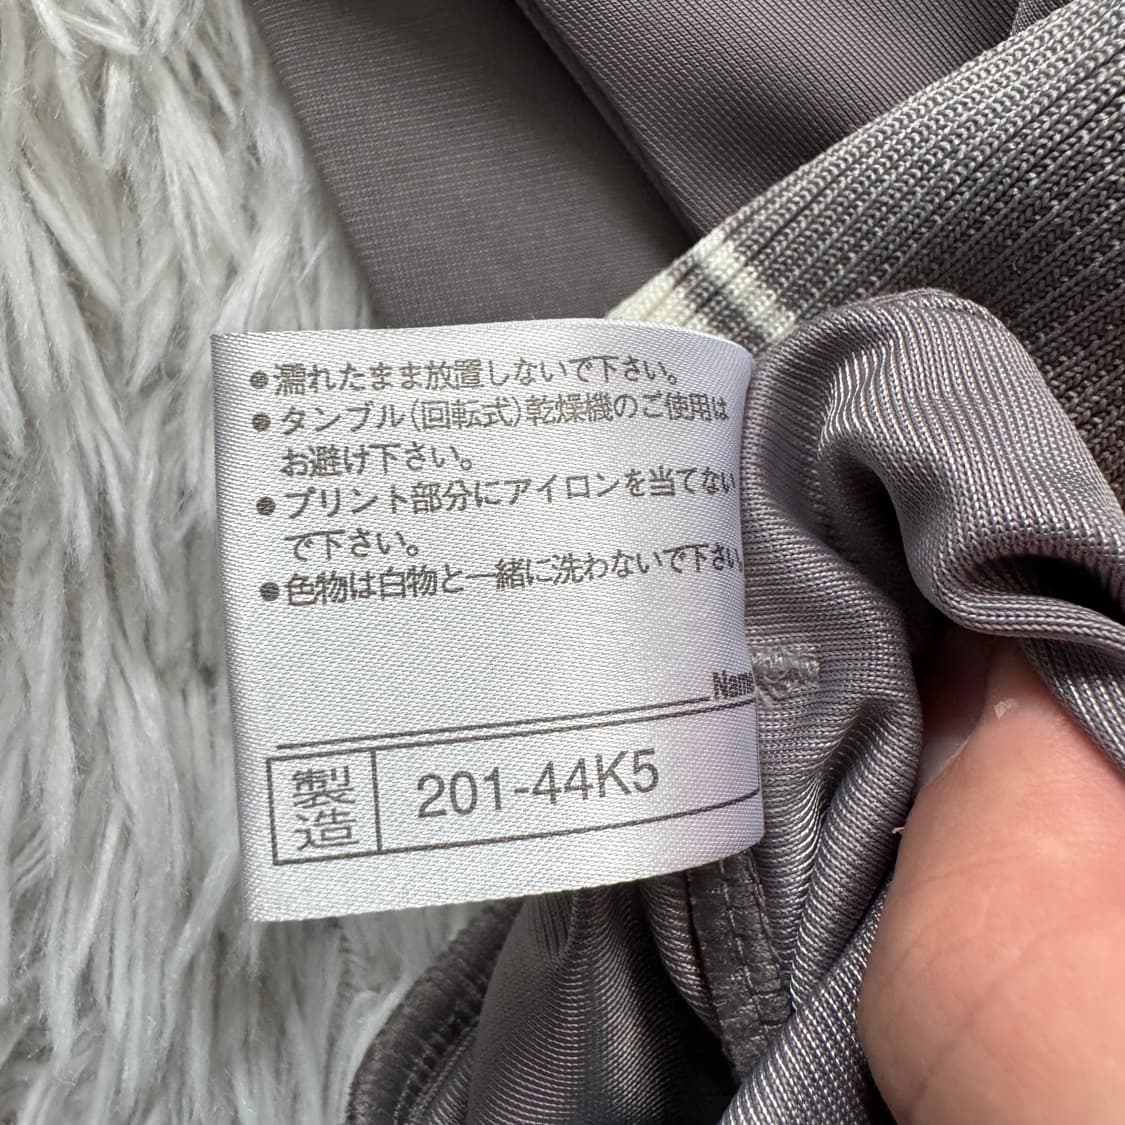 ●濡れたまま放置しないで下さい。
●タンブル(回転式)乾燥機のご使用は
お避け下さい。
●プリント部分にアイロンを当てない
で下さい。
●色物は白物と一緒に洗わないで下さい
Name
製造 201-44K5